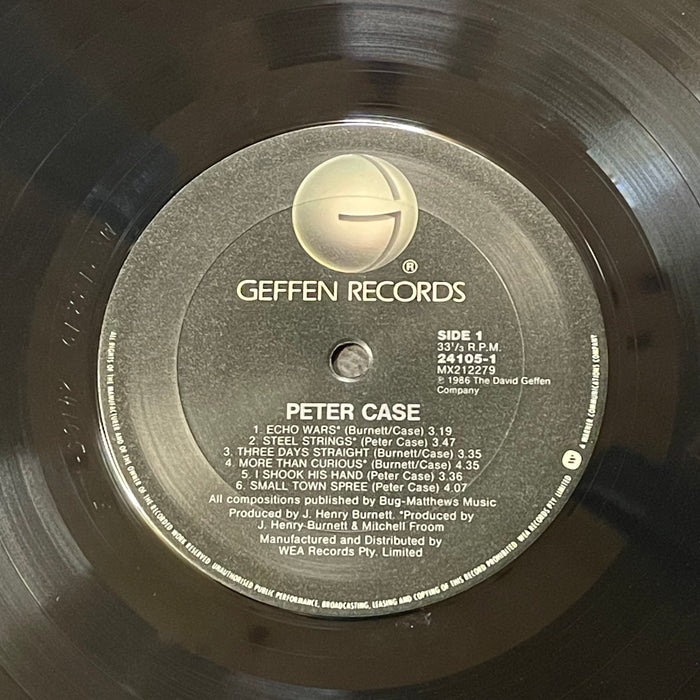 G
®
GEFFEN RECORDS
SIDE 1
33⅓ R.P.M.
24105-1
MX212279
℗ 1986 The David Geffen
Company
PETER CASE
1. ECHO WARS* (Burnett/Case) 3.19
2. STEEL STRINGS* (Peter Case) 3.47
3. THREE DAYS STRAIGHT (Burnett/Case) 3.35
4. MORE THAN CURIOUS* (Burnett/Case) 4.35
5. I SHOOK HIS HAND (Peter Case) 3.36
6. SMALL TOWN SPREE (Peter Case) 4.07
All compositions published by Bug-Matthews Music
Produced by J. Henry Burnett. *Produced by
J. Henry Burnett & Mitchell Froom
Manufactured and Distributed by
WEA Records Pty. Limited
ALL RIGHTS OF THE MANUFACTURER AND OF THE OWNER OF THE RECORDED WORK RESERVED. UNAUTHORISED PUBLIC PERFORMANCE, BROADCASTING, LEASING AND COPYING OF THIS RECORD PROHIBITED. WEA RECORDS PTY. LIMITED
A WARNER COMMUNICATIONS COMPANY